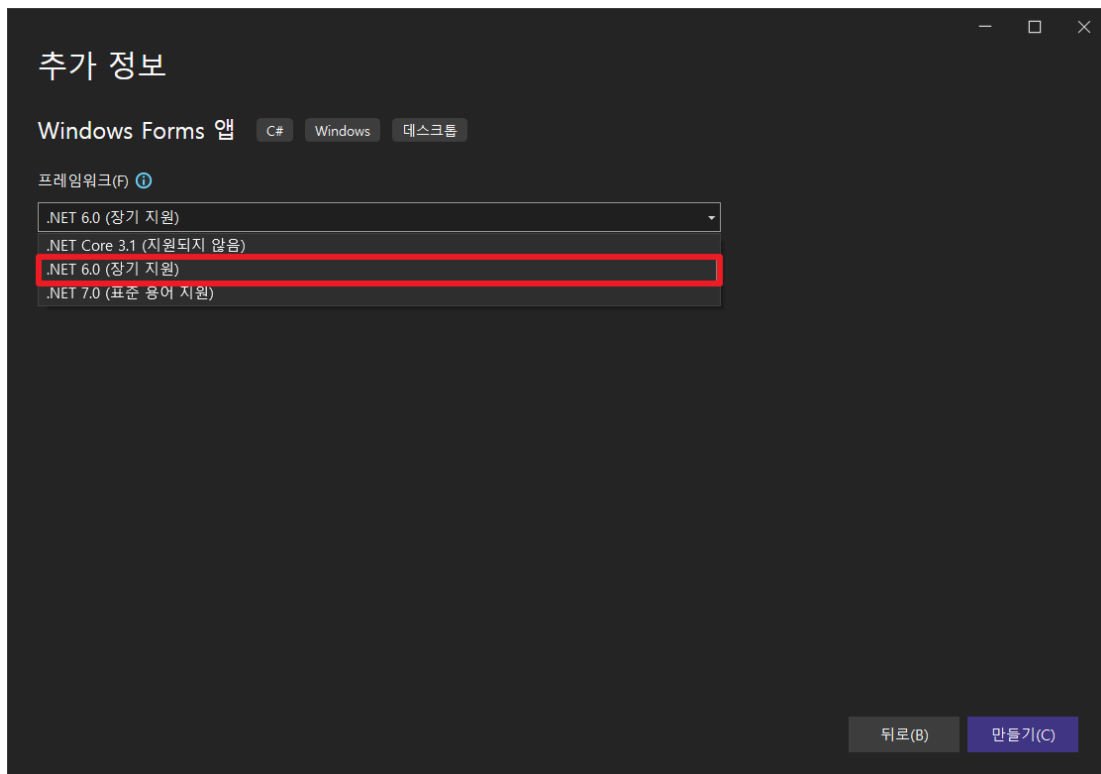 추가 정보
Windows Forms 앱 C# Windows 데스크톱
프레임워크(F)
.NET 6.0 (장기 지원)
.NET Core 3.1 (지원되지 않음)
.NET 6.0 (장기 지원)
.NET 7.0 (표준 용어 지원)
뒤로(B) 만들기(C)